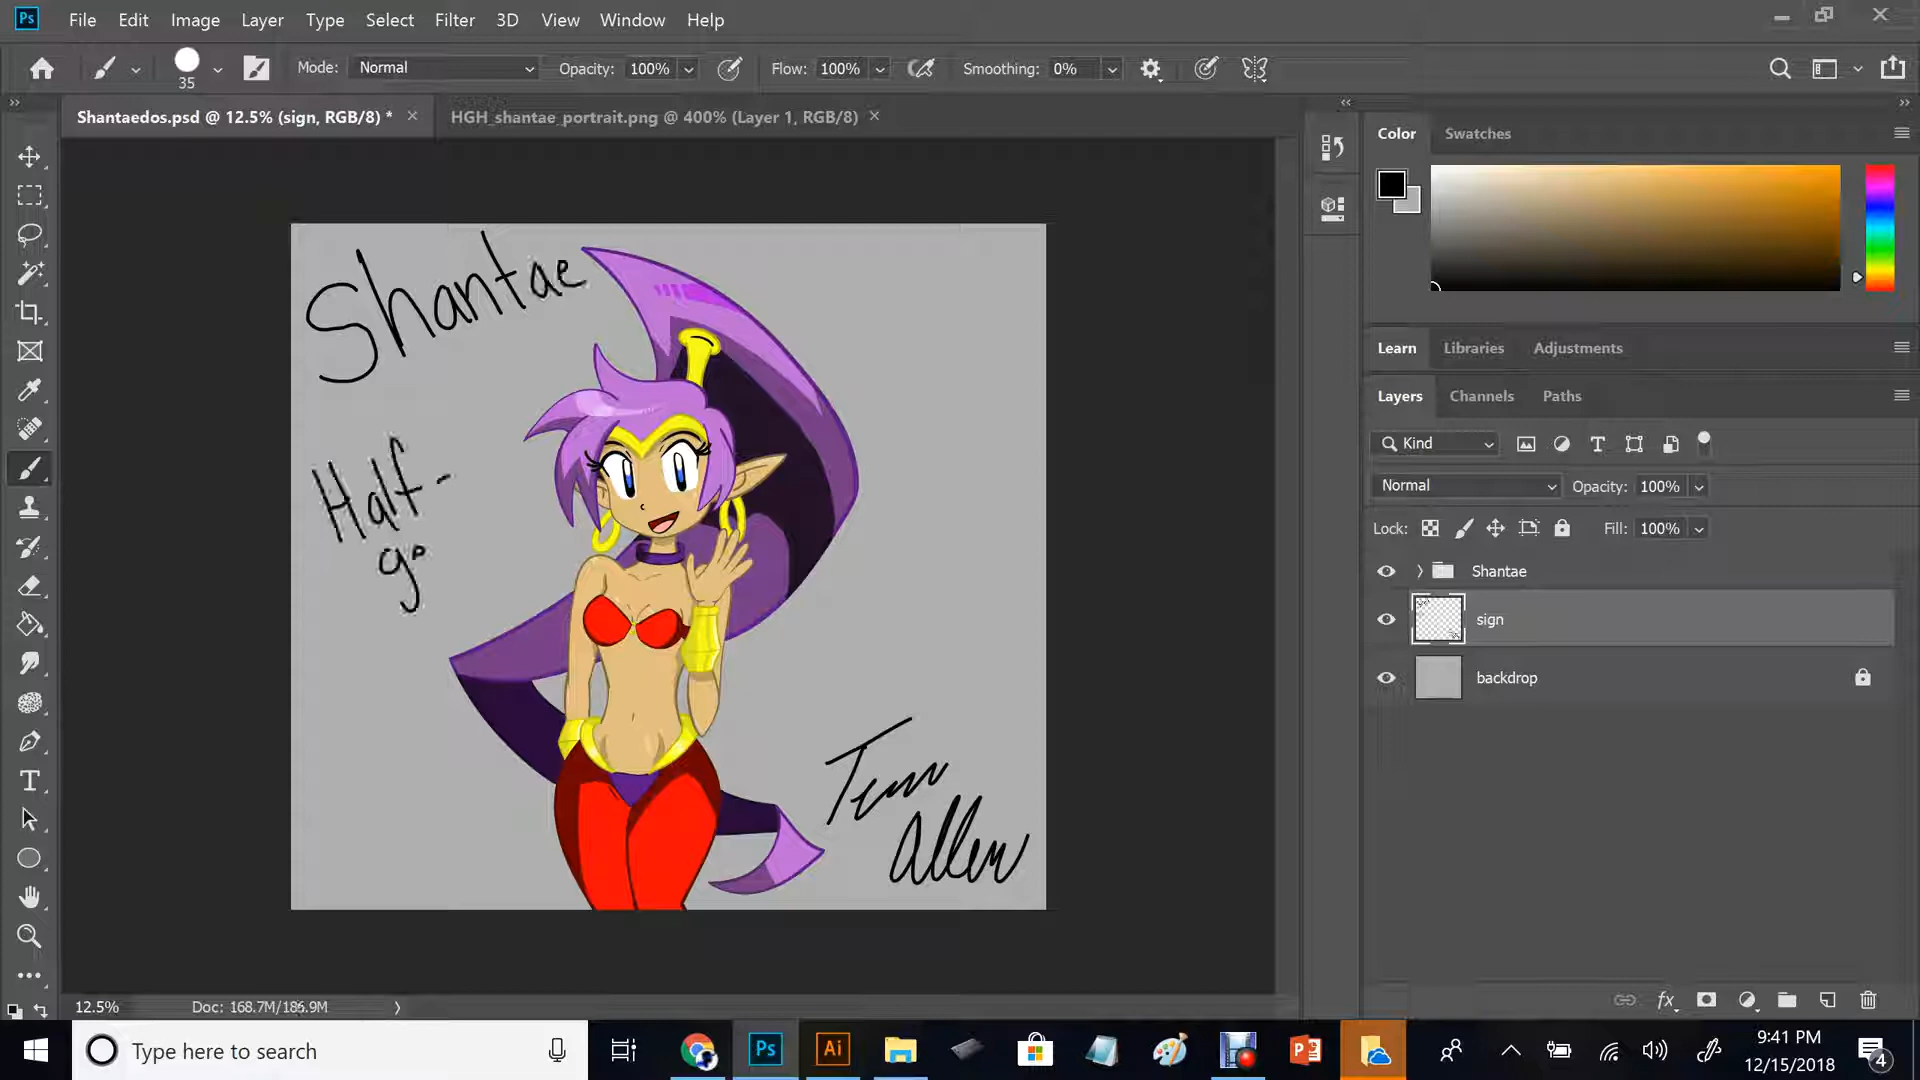 File Edit Image Layer Type Select Filter 3D View Window Help
35 Mode: Normal Opacity: 100% Flow: 100% Smoothing: 0%
Shantaedos.psd @ 12.5% (sign, RGB/8) * HGH_shantae_portrait.png @ 400% (Layer 1, RGB/8)
Color Swatches
Learn Libraries Adjustments
Layers Channels Paths
Kind
Normal Opacity: 100%
Lock: Fill: 100%
Shantae
sign
backdrop
Shantae
Half-
ge
Allen
12.5% Doc: 168.7M/186.9M
Type here to search
9:41 PM
12/15/2018
4